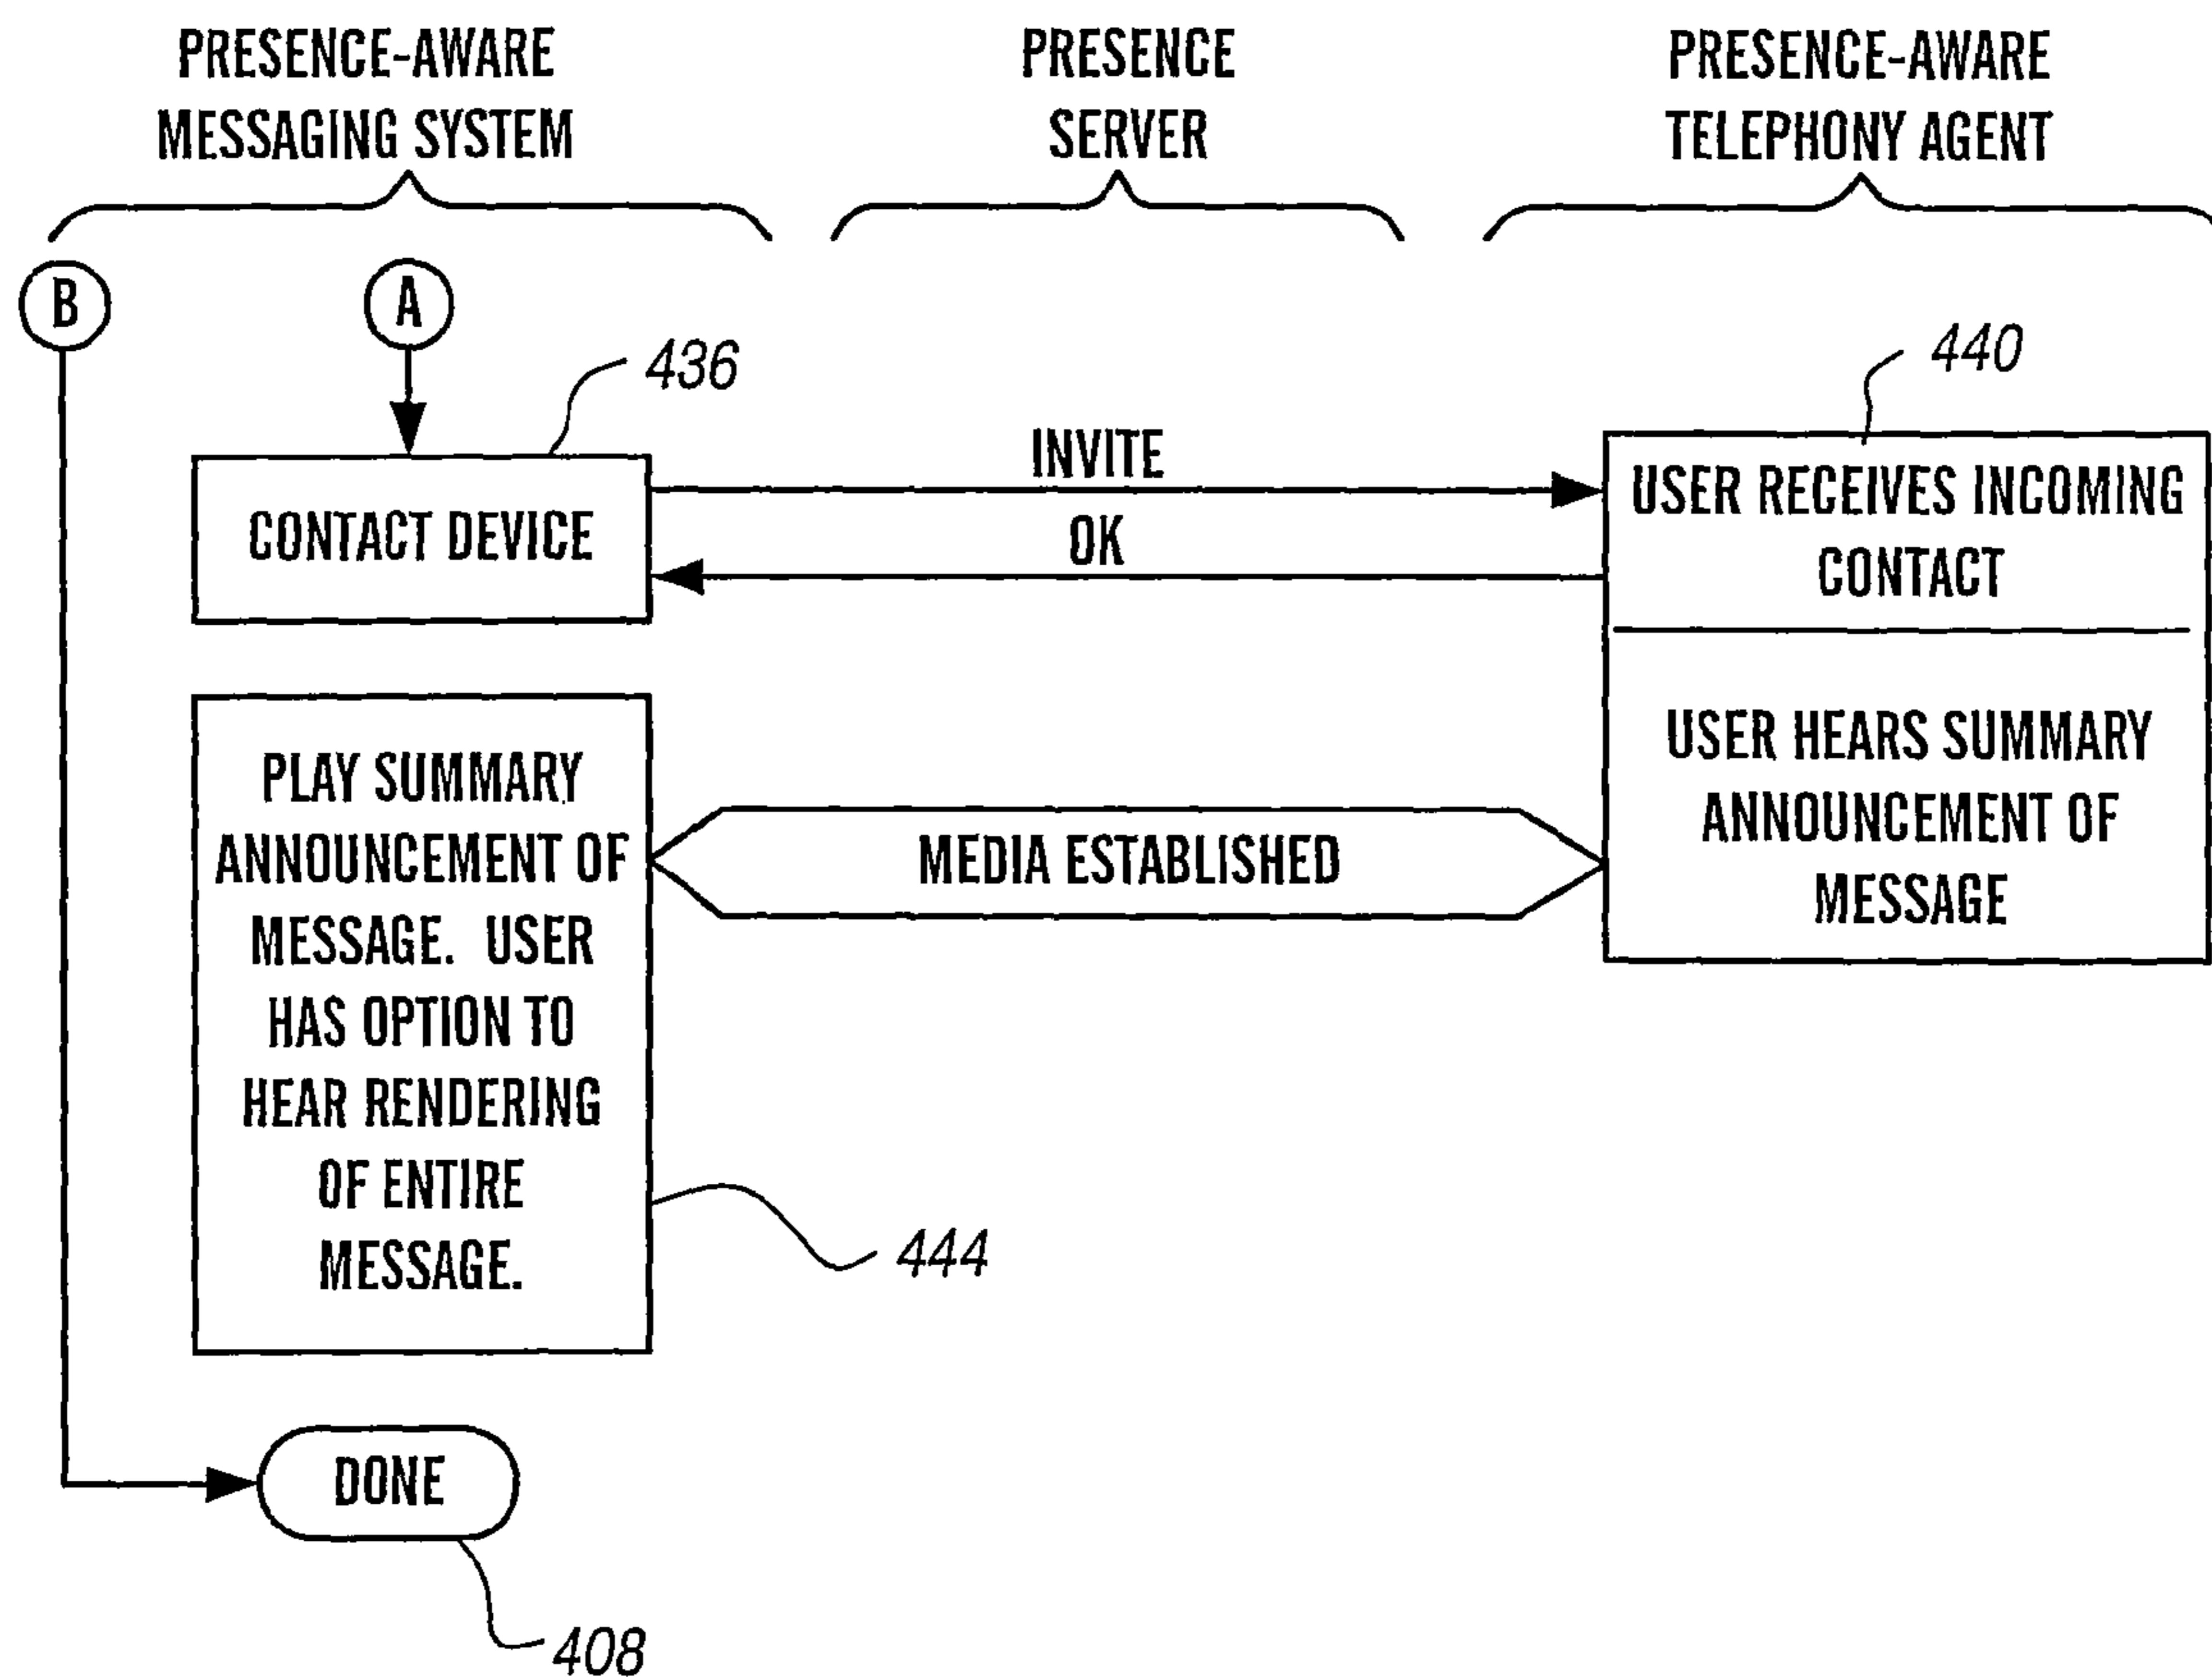 PRESENCE-AWARE
MESSAGING SYSTEM
PRESENCE
SERVER
PRESENCE-AWARE
TELEPHONY AGENT
B
A
436
440
CONTACT DEVICE
INVITE
OK
USER RECEIVES INCOMING
CONTACT
USER HEARS SUMMARY
ANNOUNCEMENT OF
MESSAGE
PLAY SUMMARY
ANNOUNCEMENT OF
MESSAGE. USER
HAS OPTION TO
HEAR RENDERING
OF ENTIRE
MESSAGE.
MEDIA ESTABLISHED
444
DONE
408